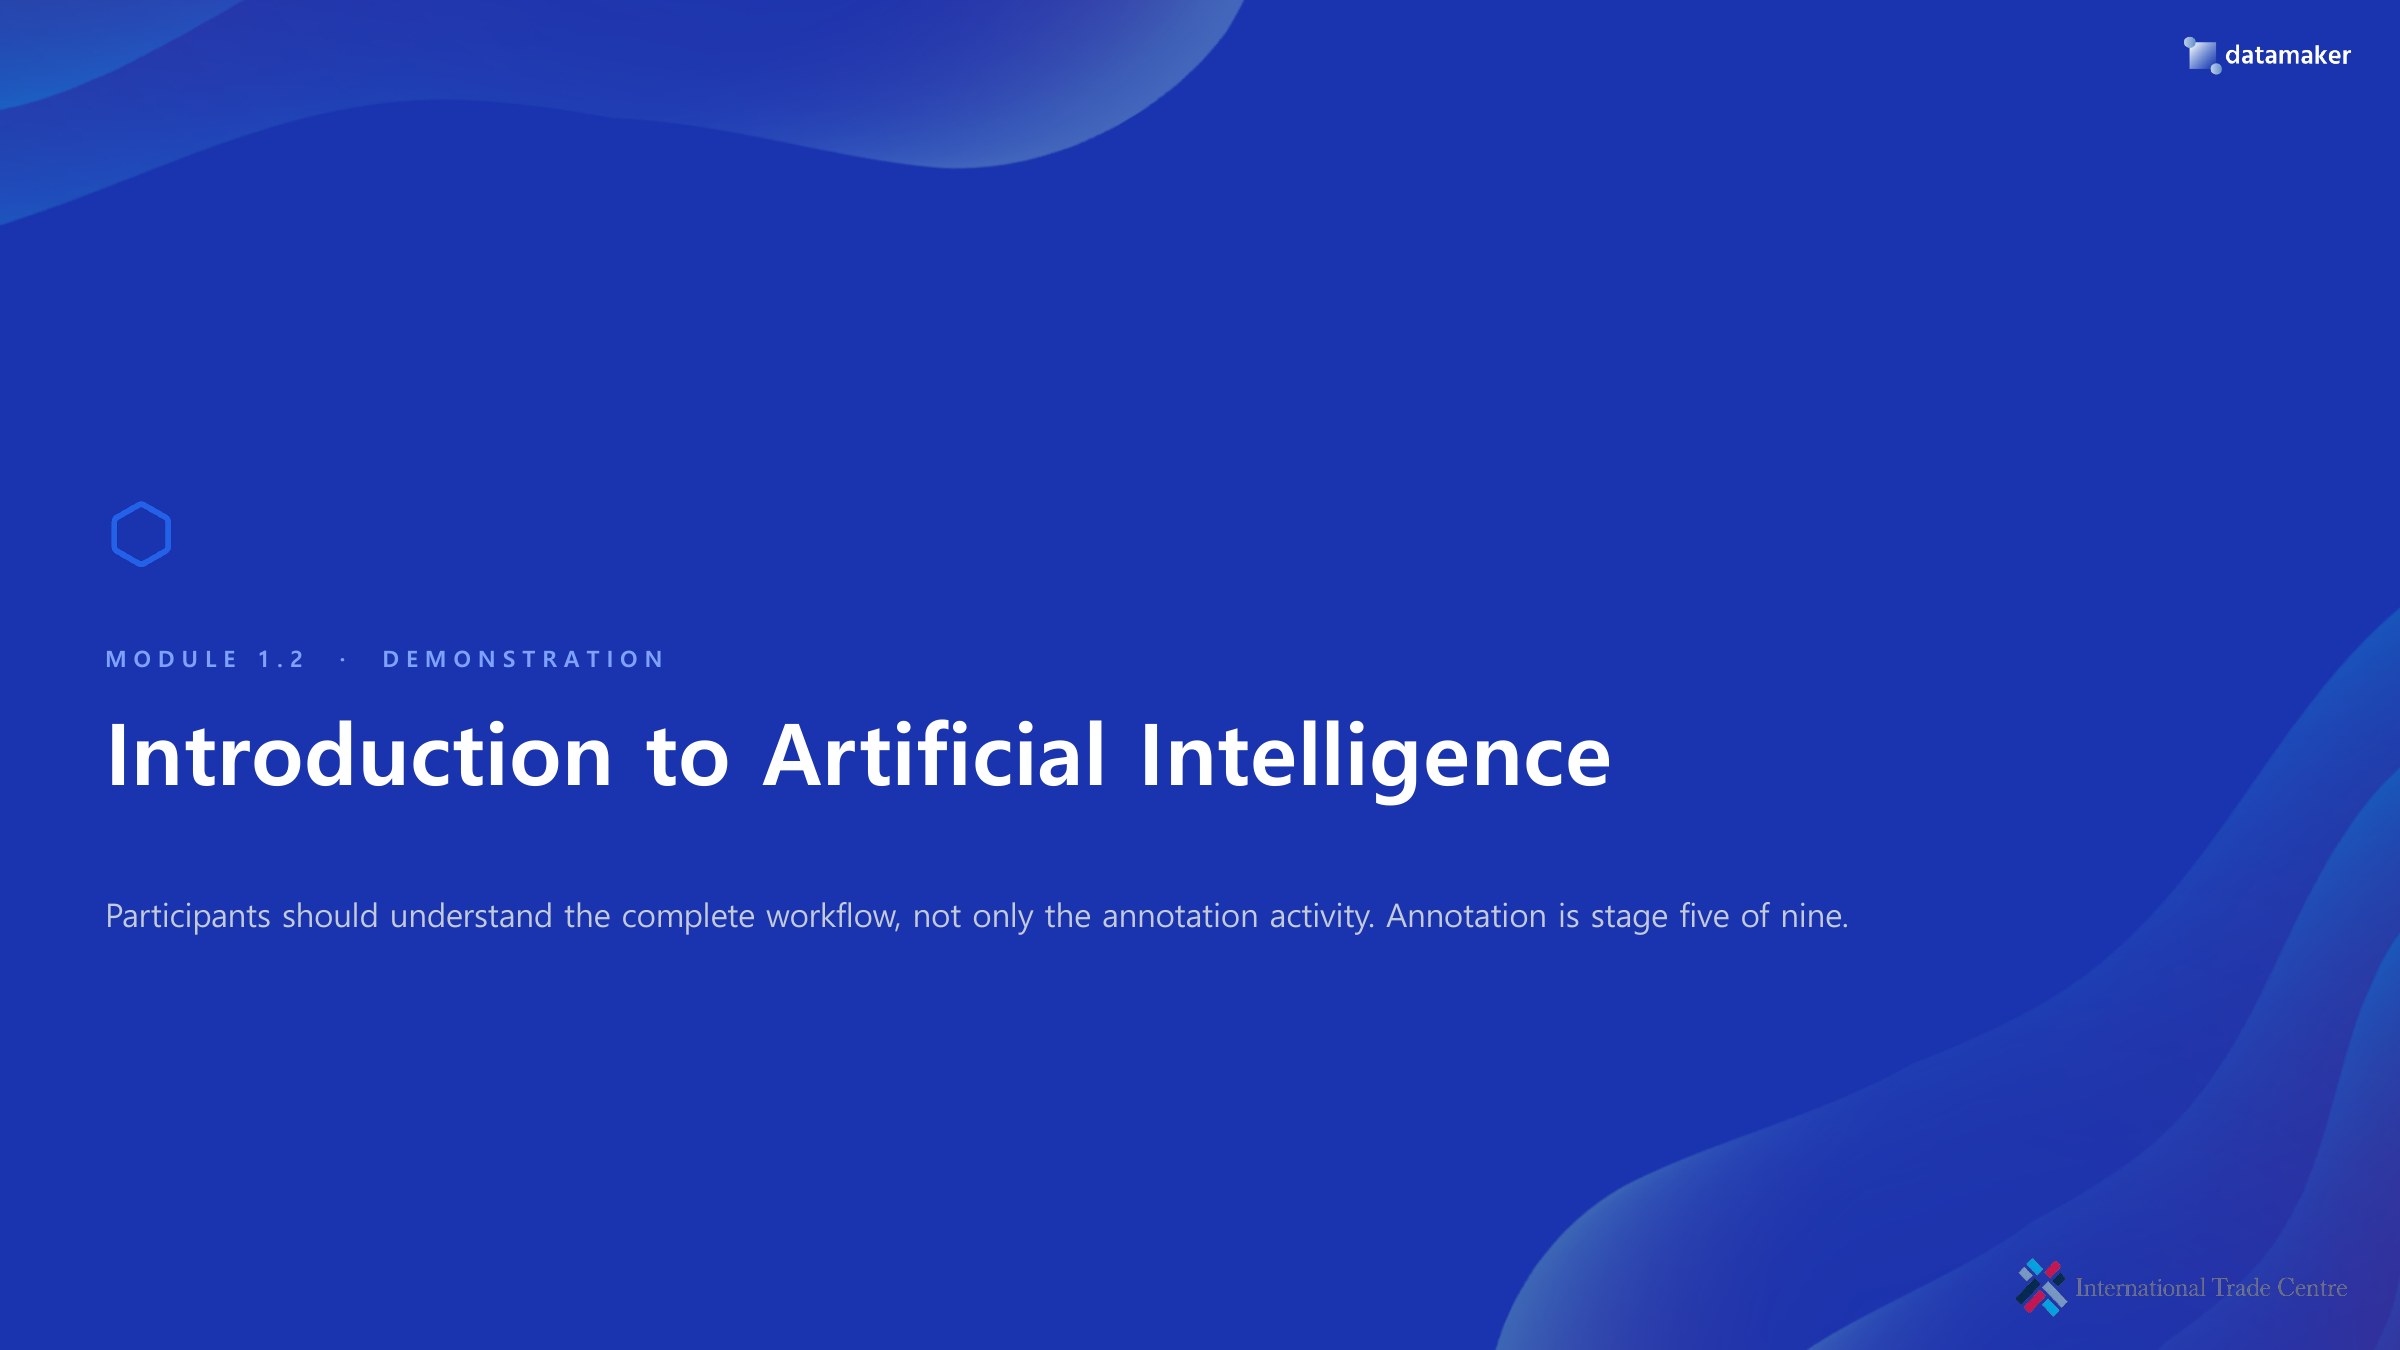 datamaker
MODULE 1.2 · DEMONSTRATION
Introduction to Artificial Intelligence
Participants should understand the complete workflow, not only the annotation activity. Annotation is stage five of nine.
International Trade Centre